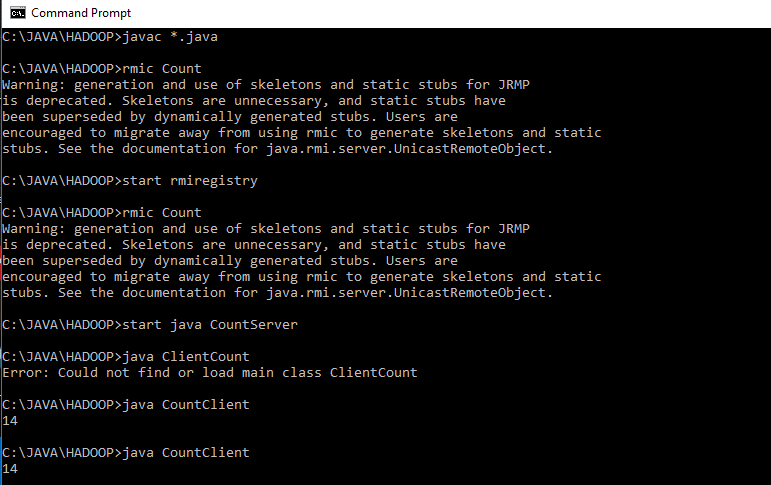 Command Prompt
C:\JAVA\HADOOP>javac *.java
C:\JAVA\HADOOP>rmic Count
Warning: generation and use of skeletons and static stubs for JRMP
is deprecated. Skeletons are unnecessary, and static stubs have
been superseded by dynamically generated stubs. Users are
encouraged to migrate away from using rmic to generate skeletons and static
stubs. See the documentation for java.rmi.server.UnicastRemoteObject.
C:\JAVA\HADOOP>start rmiregistry
C:\JAVA\HADOOP>rmic Count
Warning: generation and use of skeletons and static stubs for JRMP
is deprecated. Skeletons are unnecessary, and static stubs have
been superseded by dynamically generated stubs. Users are
encouraged to migrate away from using rmic to generate skeletons and static
stubs. See the documentation for java.rmi.server.UnicastRemoteObject.
C:\JAVA\HADOOP>start java CountServer
C:\JAVA\HADOOP>java ClientCount
Error: Could not find or load main class ClientCount
C:\JAVA\HADOOP>java CountClient
14
C:\JAVA\HADOOP>java CountClient
14